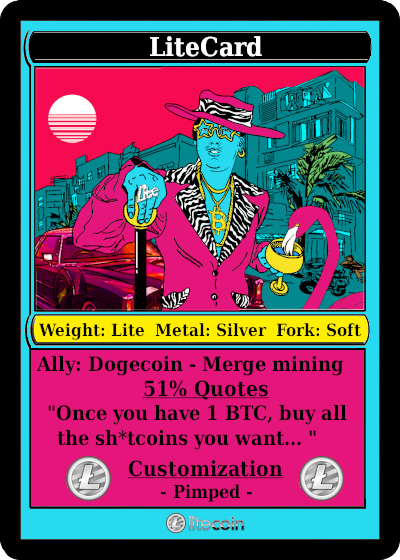 LiteCard
Lite
B
Weight: Lite Metal: Silver Fork: Soft
Ally: Dogecoin - Merge mining
51% Quotes
"Once you have 1 BTC, buy all
the sh*tcoins you want... "
Customization
- Pimped -
litecoin